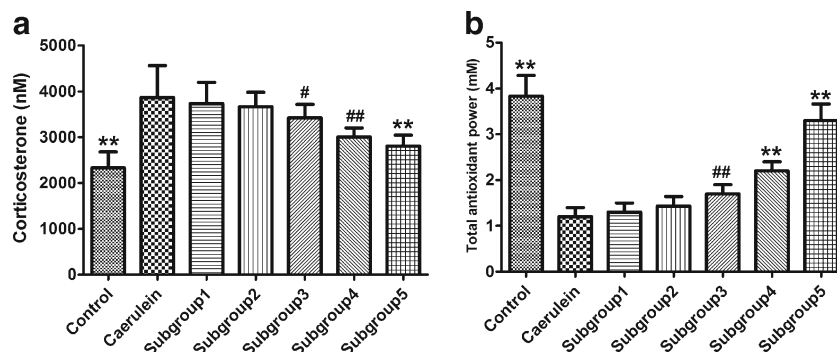 a
Corticosterone (nM)
5000
4000
3000
2000
1000
0
**
#
##
**
Control
Caerulein
Subgroup1
Subgroup2
Subgroup3
Subgroup4
Subgroup5
b
Total antioxidant power (mM)
5
4
3
2
1
0
**
##
**
**
Control
Caerulein
Subgroup1
Subgroup2
Subgroup3
Subgroup4
Subgroup5